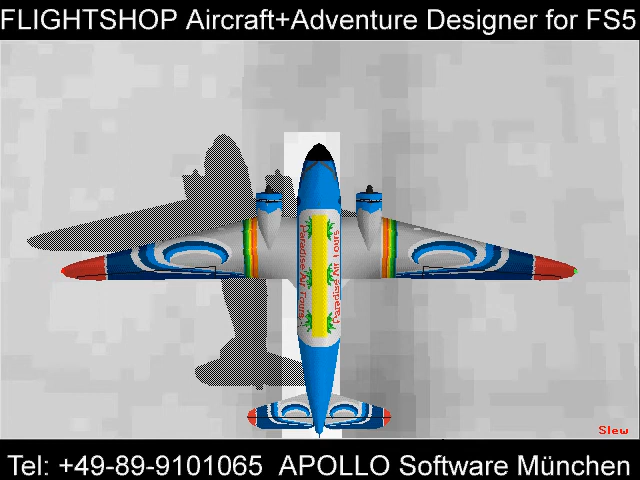 FLIGHTSHOP Aircraft+Adventure Designer for FS5
Paradise Air Tours
Paradise Air Tours
Slew
Tel: +49-89-9101065 APOLLO Software München